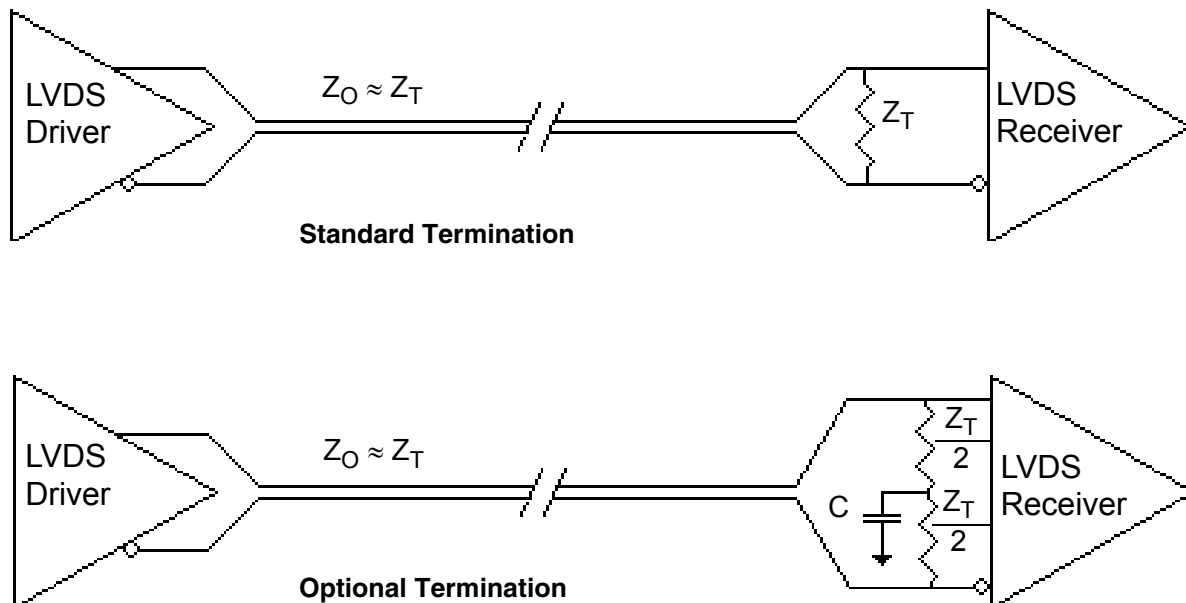 LVDS
Driver
Z_O ≈ Z_T
Z_T
LVDS
Receiver
Standard Termination
LVDS
Driver
Z_O ≈ Z_T
C
Z_T
2
Z_T
2
LVDS
Receiver
Optional Termination